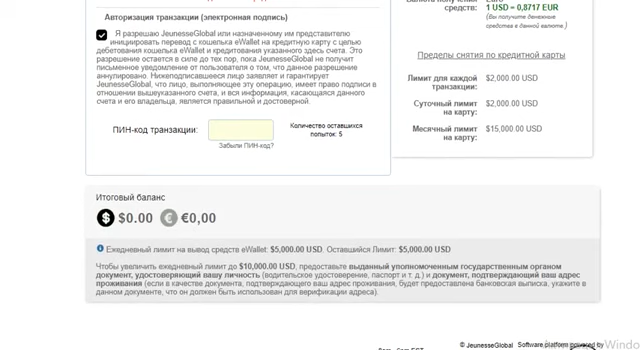 Авторизация транзакции (электронная подпись)
Я разрешаю JeunesseGlobal или назначенному им представителю
инициировать перевод с кошелька eWallet на кредитную карту с целью
дебетования кошелька eWallet и кредитования указанного здесь счета. Это
разрешение остается в силе до тех пор, пока JeunesseGlobal не получит
письменное уведомление от пользователя о том, что данное разрешение
аннулировано. Нижеподписавшееся лицо заявляет и гарантирует
JeunesseGlobal, что лицо, выполняющее эту операцию, имеет право подписи в
отношении вышеуказанного счета, и вся информация, касающаяся данного
счета и его владельца, является правильной и достоверной.
ПИН-код транзакции:
Количество оставшихся
попыток: 5
Забыли ПИН-код?
средств:
1 USD = 0,8717 EUR
(Вы получите денежные
средства в данной валюте.)
Пределы снятия по кредитной карты
Лимит для каждой
транзакции:
$2,000.00 USD
Суточный лимит
на карту:
$2,000.00 USD
Месячный лимит
на карту:
$15,000.00 USD
Итоговый баланс
$ $0.00 € €0,00
Ежедневный лимит на вывод средств eWallet: $5,000.00 USD. Оставшийся Лимит: $5,000.00 USD
Чтобы увеличить ежедневный лимит до $10,000.00 USD, предоставьте выданный уполномоченным государственным органом
документ, удостоверяющий вашу личность (водительское удостоверение, паспорт и т. д.) и документ, подтверждающий ваш адрес
проживания (если в качестве документа, подтверждающего ваш адрес проживания, будет предоставлена банковская выписка, укажите в
данном документе, что он должен быть использован для верификации адреса).
© JeunesseGlobal Software platform powered by